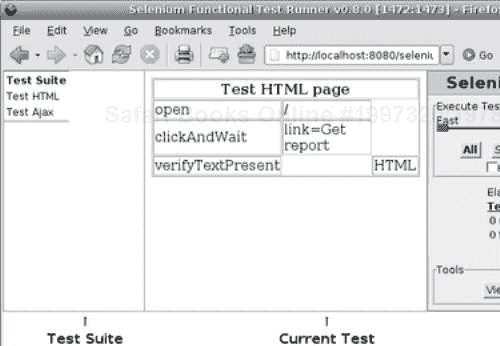 Selenium Functional Test Runner v0.8.0 [1472-1473] - Firefo
File Edit View Go Bookmarks Tools Help
http://localhost:8080/seleniu Go
Test Suite
Test HTML
Test Ajax
Test HTML page
open /
clickAndWait link=Get
report
verifyTextPresent HTML
Safari Books Online #
Selenium
Execute Tes
Fast
All S
Ela
Te
0
0
Tools
Vie
Test Suite
Current Test